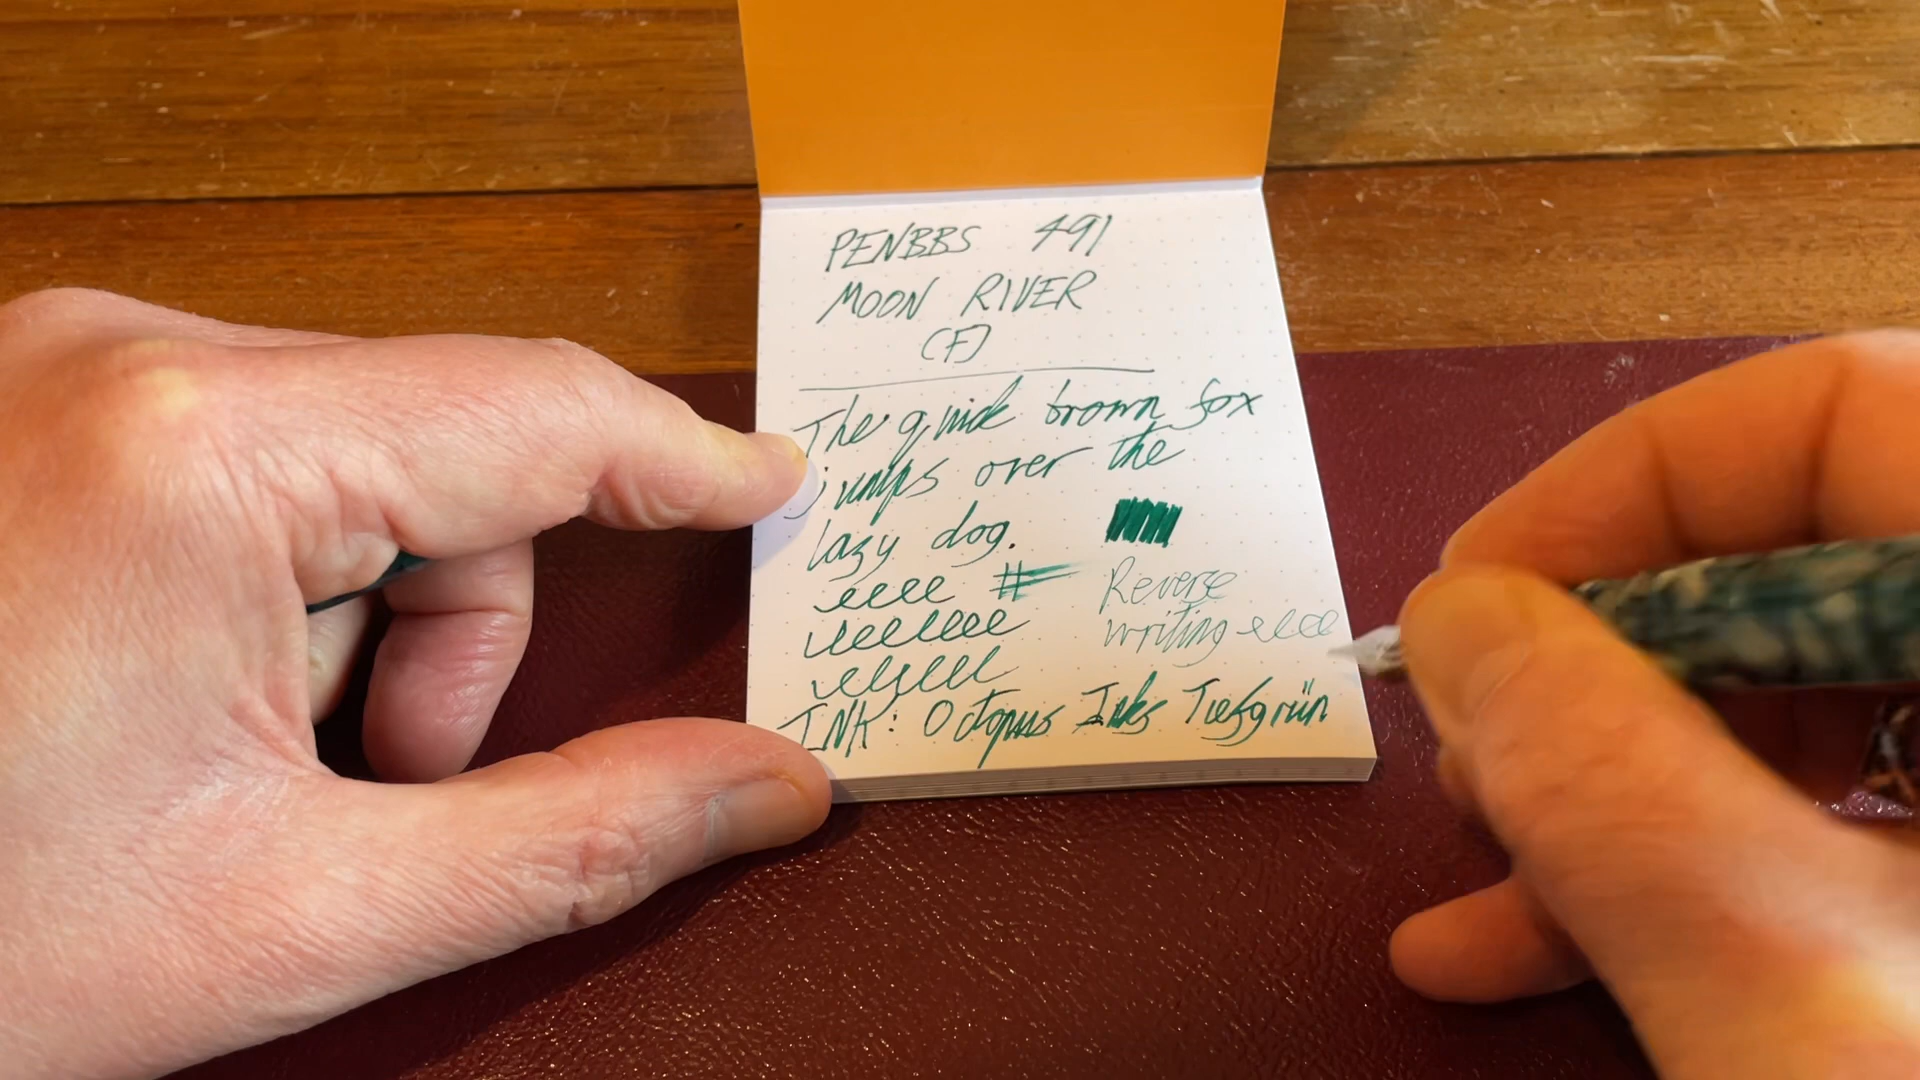 PENBBS 491
MOON RIVER
(F)
The quick brown fox
jumps over the
lazy dog.
eeee #
Reverse
eeeeeee
writing eeee
eeeeee
INK: Octopus Inks Tiefgrün